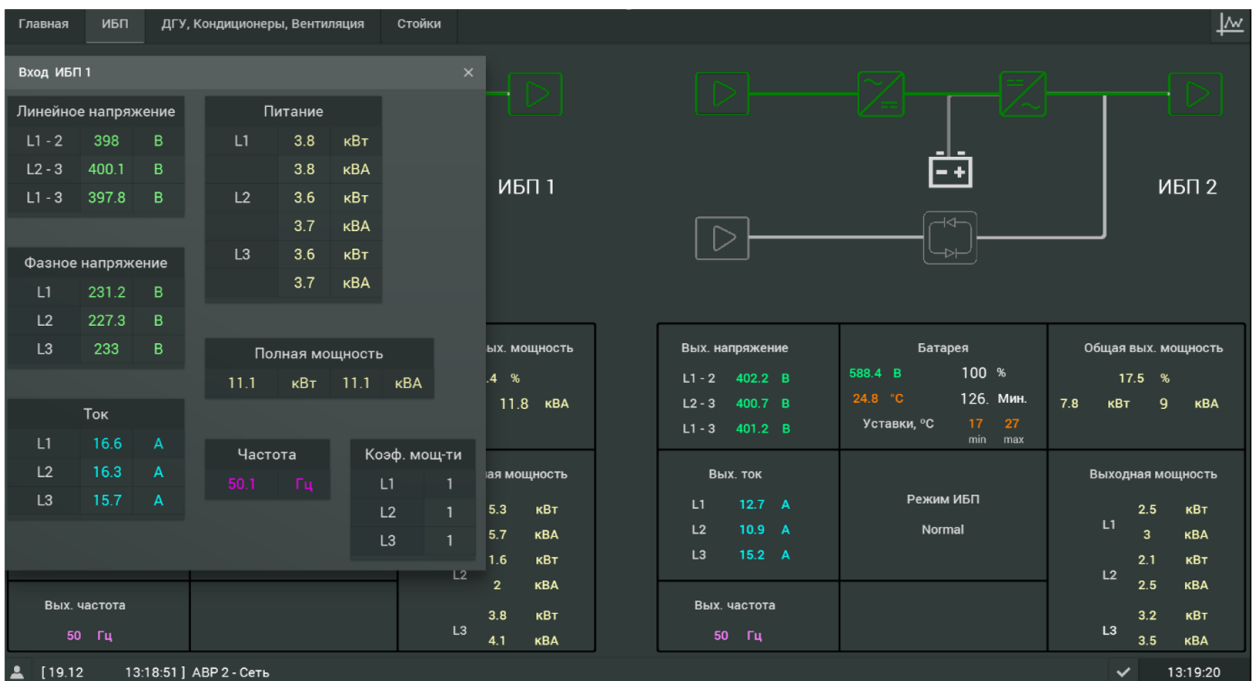 Главная ИБП ДГУ, Кондиционеры, Вентиляция Стойки
Вход ИБП 1 ×
Линейное напряжение
L1 - 2 398 В
L2 - 3 400.1 В
L1 - 3 397.8 В
Фазное напряжение
L1 231.2 В
L2 227.3 В
L3 233 В
Ток
L1 16.6 А
L2 16.3 А
L3 15.7 А
Питание
L1 3.8 кВт
3.8 кВА
L2 3.6 кВт
3.7 кВА
L3 3.6 кВт
3.7 кВА
Полная мощность
11.1 кВт 11.1 кВА
Частота
50.1 Гц
Коэф. мощ-ти
L1 1
L2 1
L3 1
ИБП 1
ых. мощность
.4 %
11.8 кВА
ая мощность
5.3 кВт
5.7 кВА
1.6 кВт
L2
2 кВА
3.8 кВт
L3
4.1 кВА
Вых. частота
50 Гц
ИБП 2
Вых. напряжение
L1 - 2 402.2 В
L2 - 3 400.7 В
L1 - 3 401.2 В
Батарея
588.4 В 100 %
24.8 °C 126. Мин.
Уставки, °C 17 27
min max
Общая вых. мощность
17.5 %
7.8 кВт 9 кВА
Вых. ток
L1 12.7 А
L2 10.9 А
L3 15.2 А
Режим ИБП
Normal
Выходная мощность
2.5 кВт
L1
3 кВА
2.1 кВт
L2
2.5 кВА
3.2 кВт
L3
3.5 кВА
Вых. частота
50 Гц
[ 19.12 13:18:51 ] АВР 2 - Сеть 13:19:20